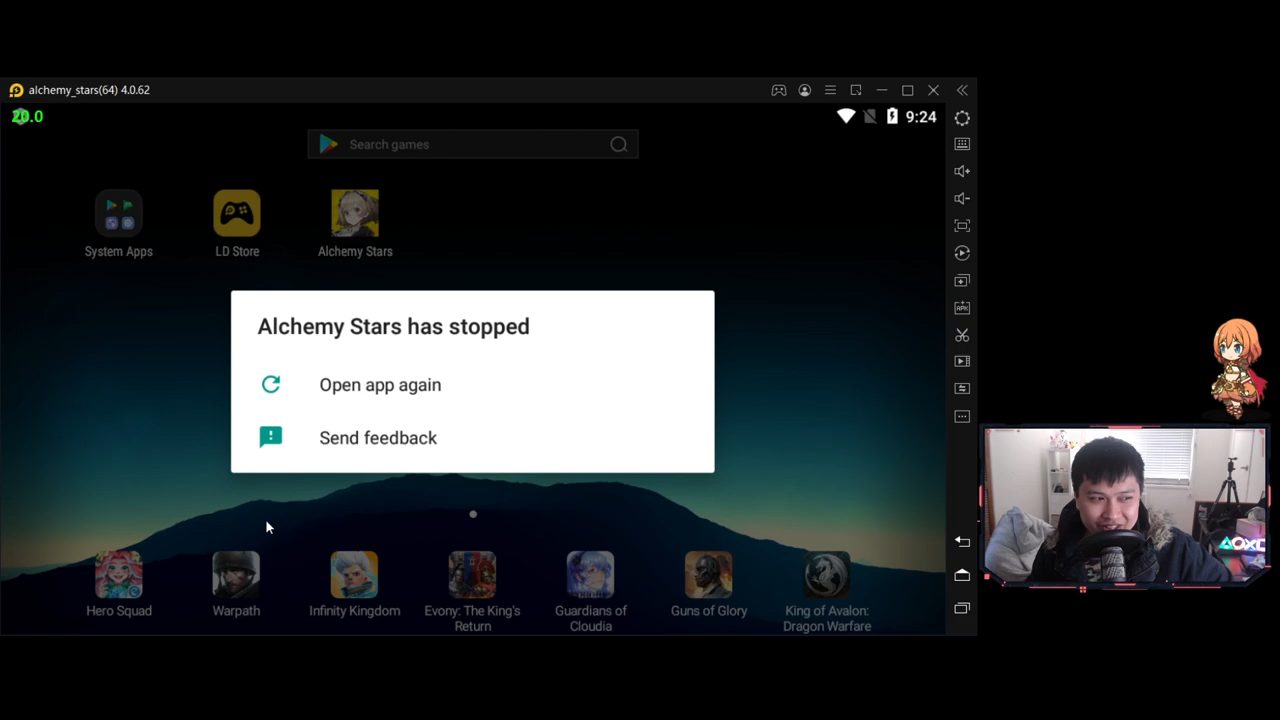 alchemy_stars(64) 4.0.62
9:24
Search games
System Apps
LD Store
Alchemy Stars
Alchemy Stars has stopped
Open app again
Send feedback
Hero Squad
Warpath
Infinity Kingdom
Evony: The King's
Return
Guardians of
Cloudia
Guns of Glory
King of Avalon:
Dragon Warfare
APK